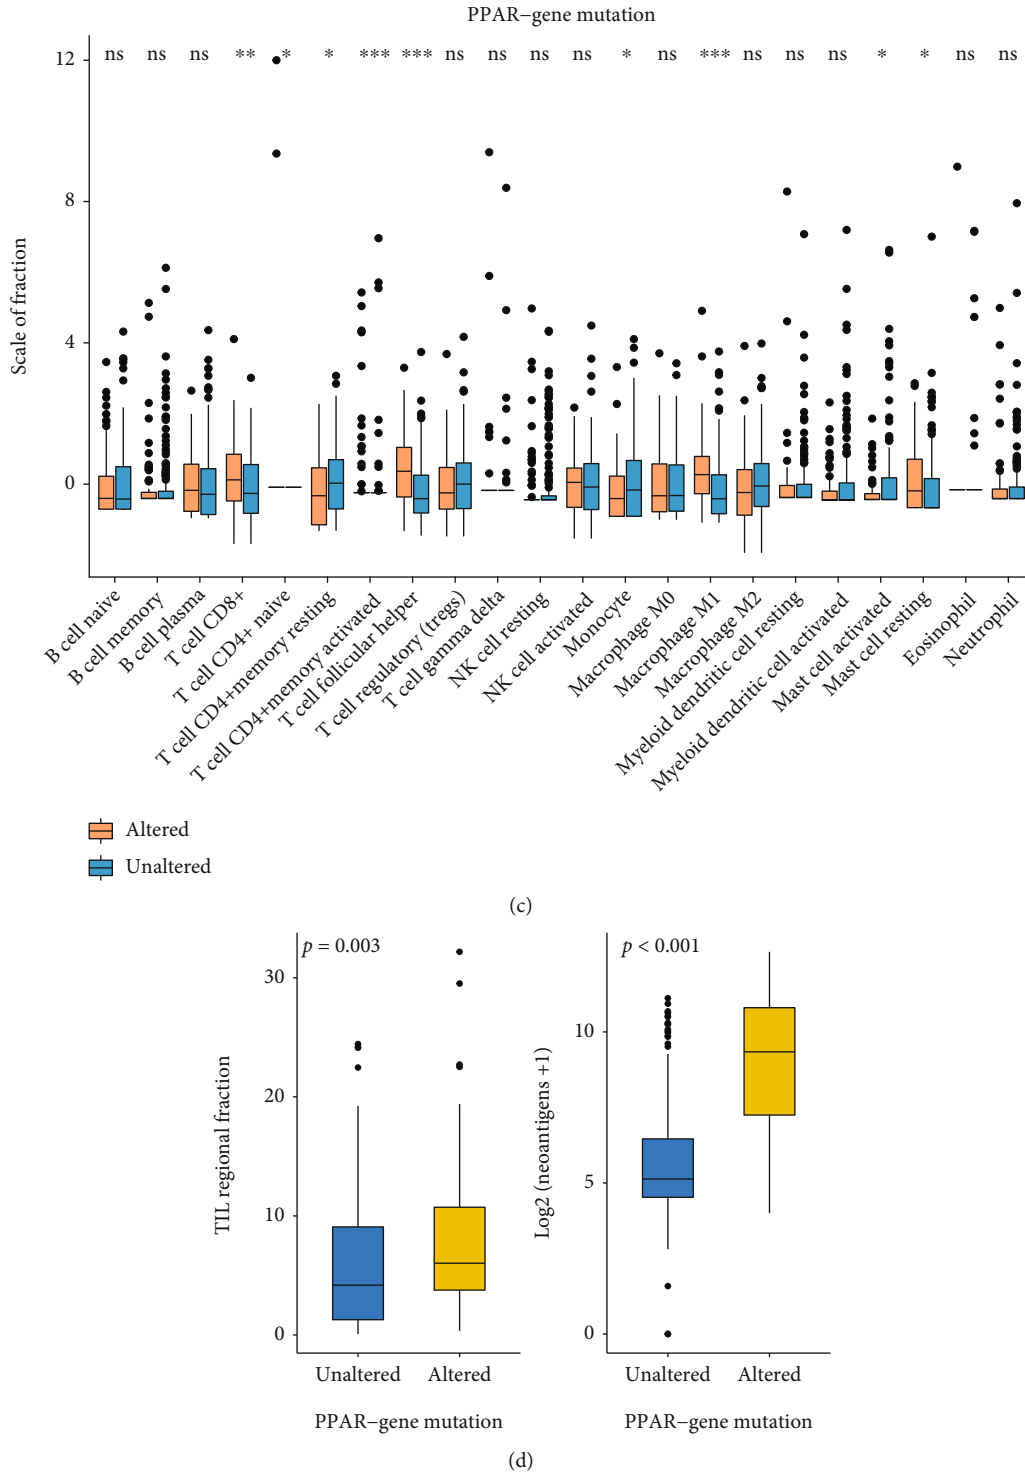 PPAR–gene mutation
12
8
4
0
Scale of fraction
ns ns ns ** * * *** *** ns ns ns ns * ns *** ns ns ns * * ns ns
B cell naive
B cell memory
B cell plasma
T cell CD8+
T cell CD4+ naive
T cell CD4+memory resting
T cell CD4+memory activated
T cell follicular helper
T cell regulatory (tregs)
T cell gamma delta
NK cell resting
NK cell activated
Monocyte
Macrophage M0
Macrophage M1
Macrophage M2
Myeloid dendritic cell resting
Myeloid dendritic cell activated
Mast cell activated
Mast cell resting
Eosinophil
Neutrophil
Altered
Unaltered
(c)
p = 0.003
30
20
10
0
TIL regional fraction
Unaltered Altered
PPAR–gene mutation
p < 0.001
10
5
0
Log2 (neoantigens +1)
Unaltered Altered
PPAR–gene mutation
(d)